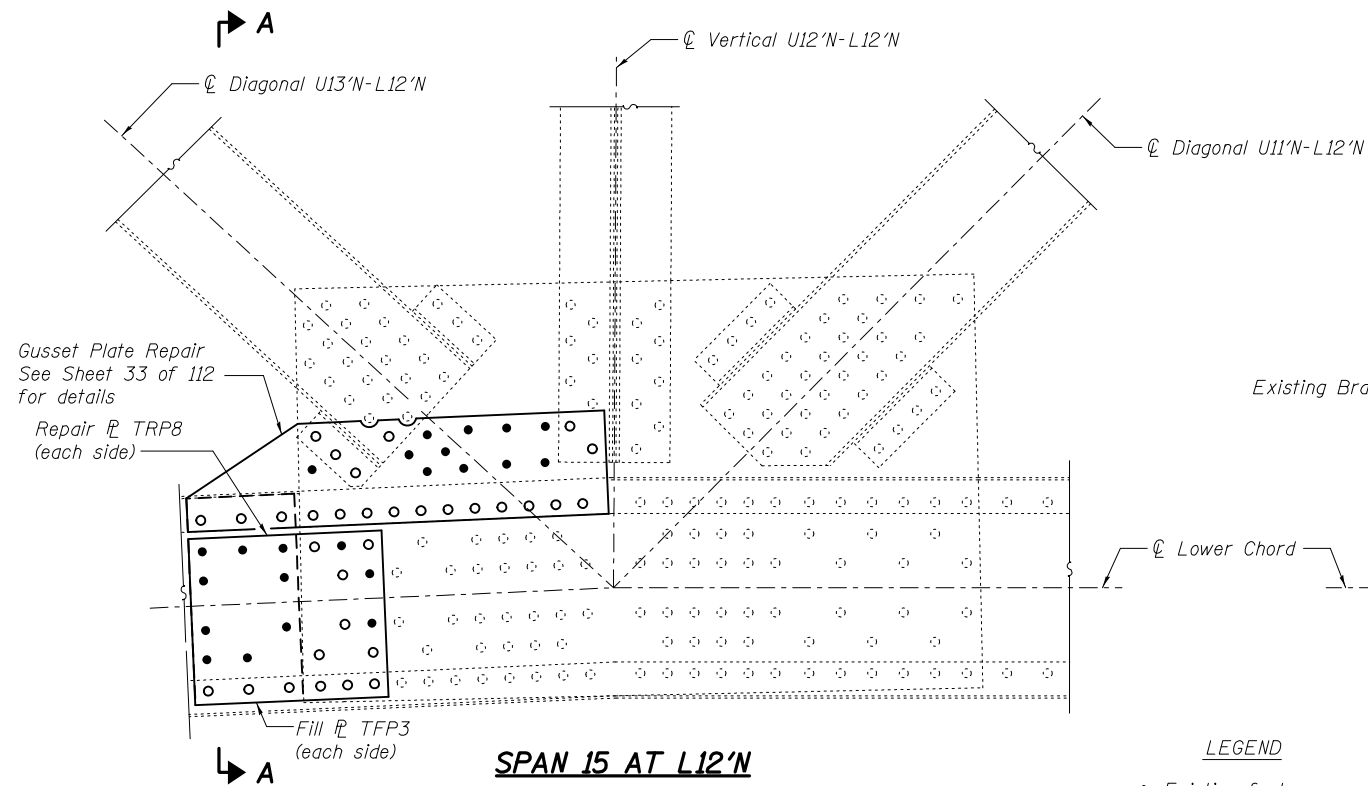 A
℄ Vertical U12'N-L12'N
℄ Diagonal U13'N-L12'N
℄ Diagonal U11'N-L12'N
Gusset Plate Repair
See Sheet 33 of 112
for details
Existing Bra
Repair ⅊ TRP8
(each side)
℄ Lower Chord
Fill ⅊ TFP3
(each side)
A
SPAN 15 AT L12'N
LEGEND